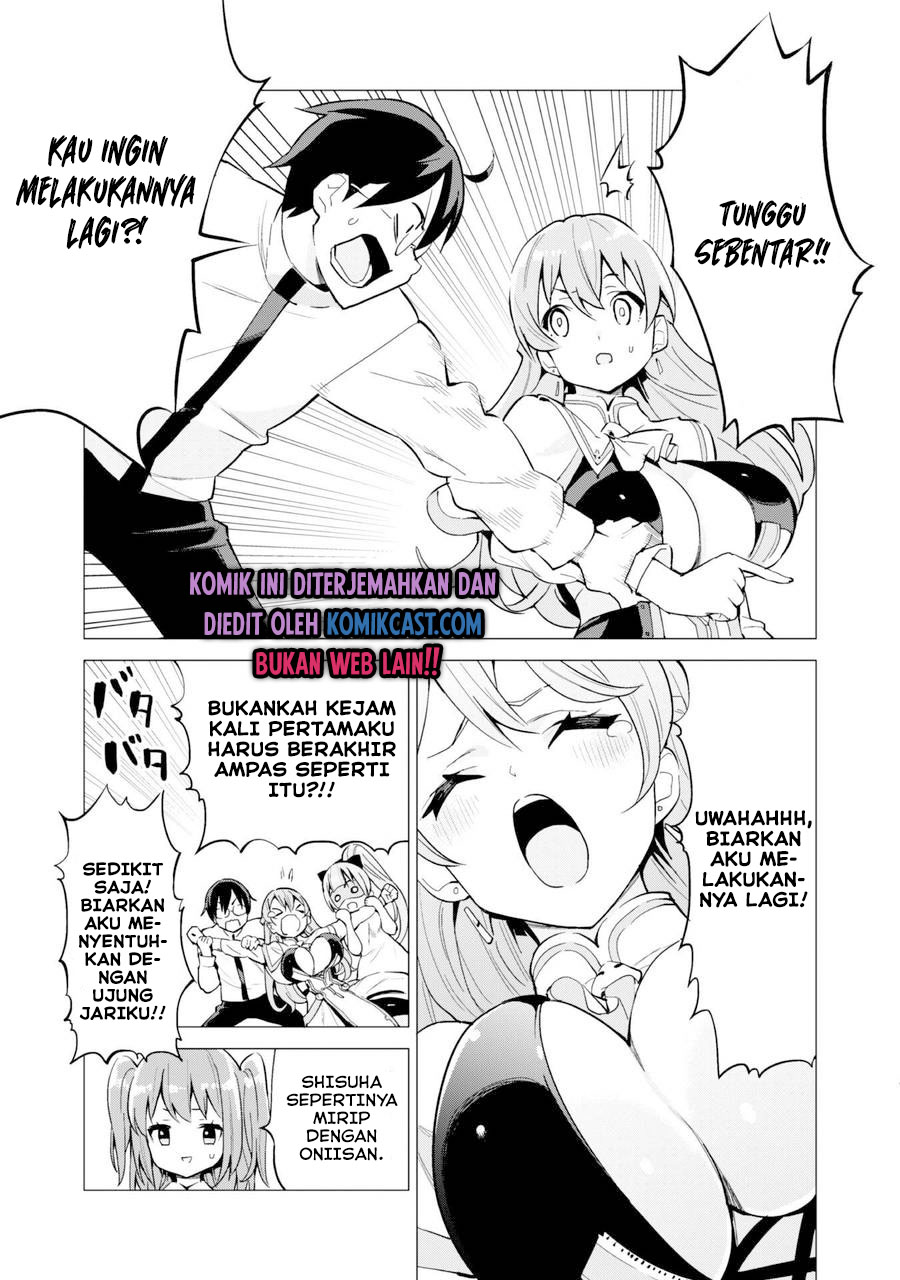 TUNGGU
SEBENTAR!!
KAU INGIN
MELAKUKANNYA
LAGI?!
KOMIK INI DITERJEMAHKAN DAN
DIEDIT OLEH KOMIKCAST.COM
BUKAN WEB LAIN!!
UWAHAHHH,
BIARKAN
AKU ME-
LAKUKAN-
NYA LAGI!
BUKANKAH KEJAM
KALI PERTAMAKU
HARUS BERAKHIR
AMPAS SEPERTI
ITU?!!
バタ
バタ
SEDIKIT
SAJA!
BIARKAN
AKU ME-
NYENTUH-
KAN DE-
NGAN
UJUNG
JARIKU!!
SHISUHA
SEPERTINYA
MIRIP
DENGAN
ONIISAN.